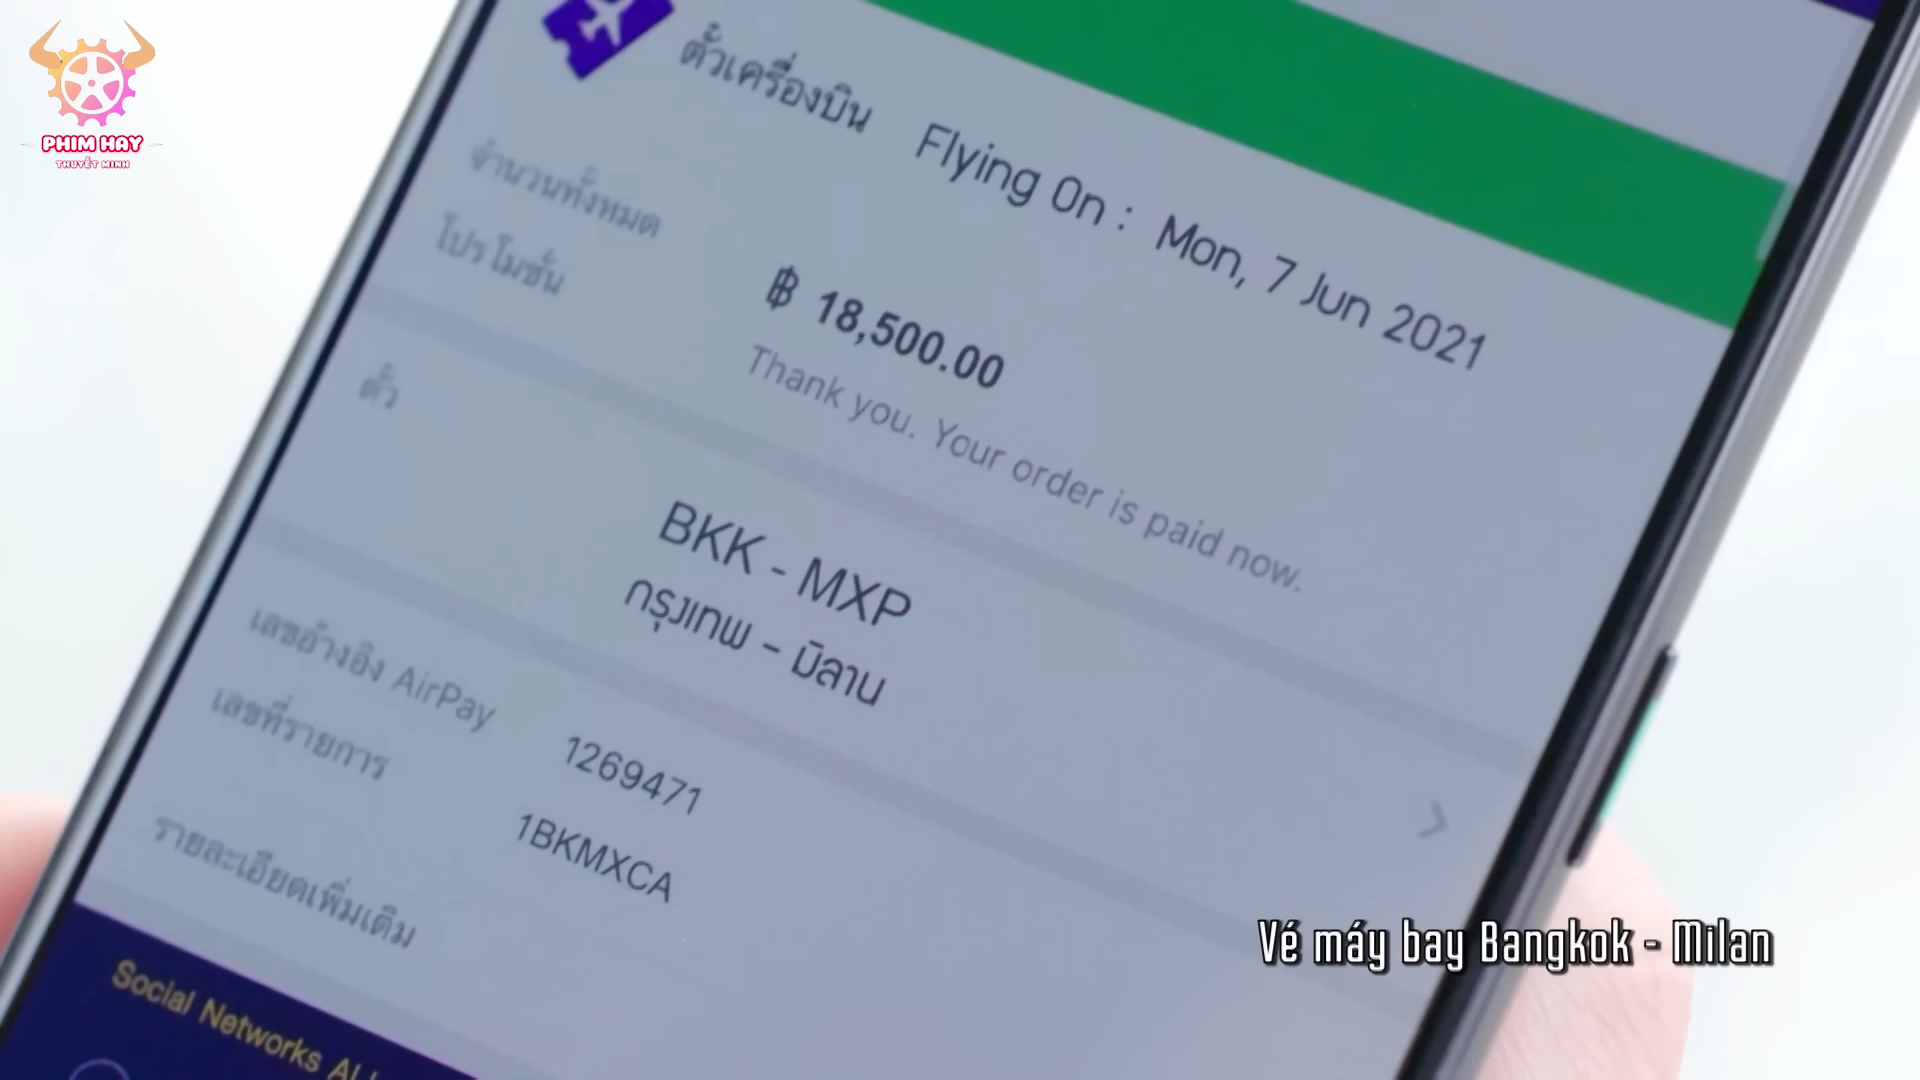 PHIM HAY
THUYẾT MINH
ตั๋วเครื่องบิน Flying On : Mon, 7 Jun 2021
จำนวนทั้งหมด ฿ 18,500.00
โปรโมชั่น Thank you. Your order is paid now.
ตั๋ว BKK - MXP
กรุงเทพ - มิลาน
เลขอ้างอิง AirPay 1269471
เลขที่รายการ 1BKMXCA
รายละเอียดเพิ่มเติม
Social Networks
Vé máy bay Bangkok - Milan